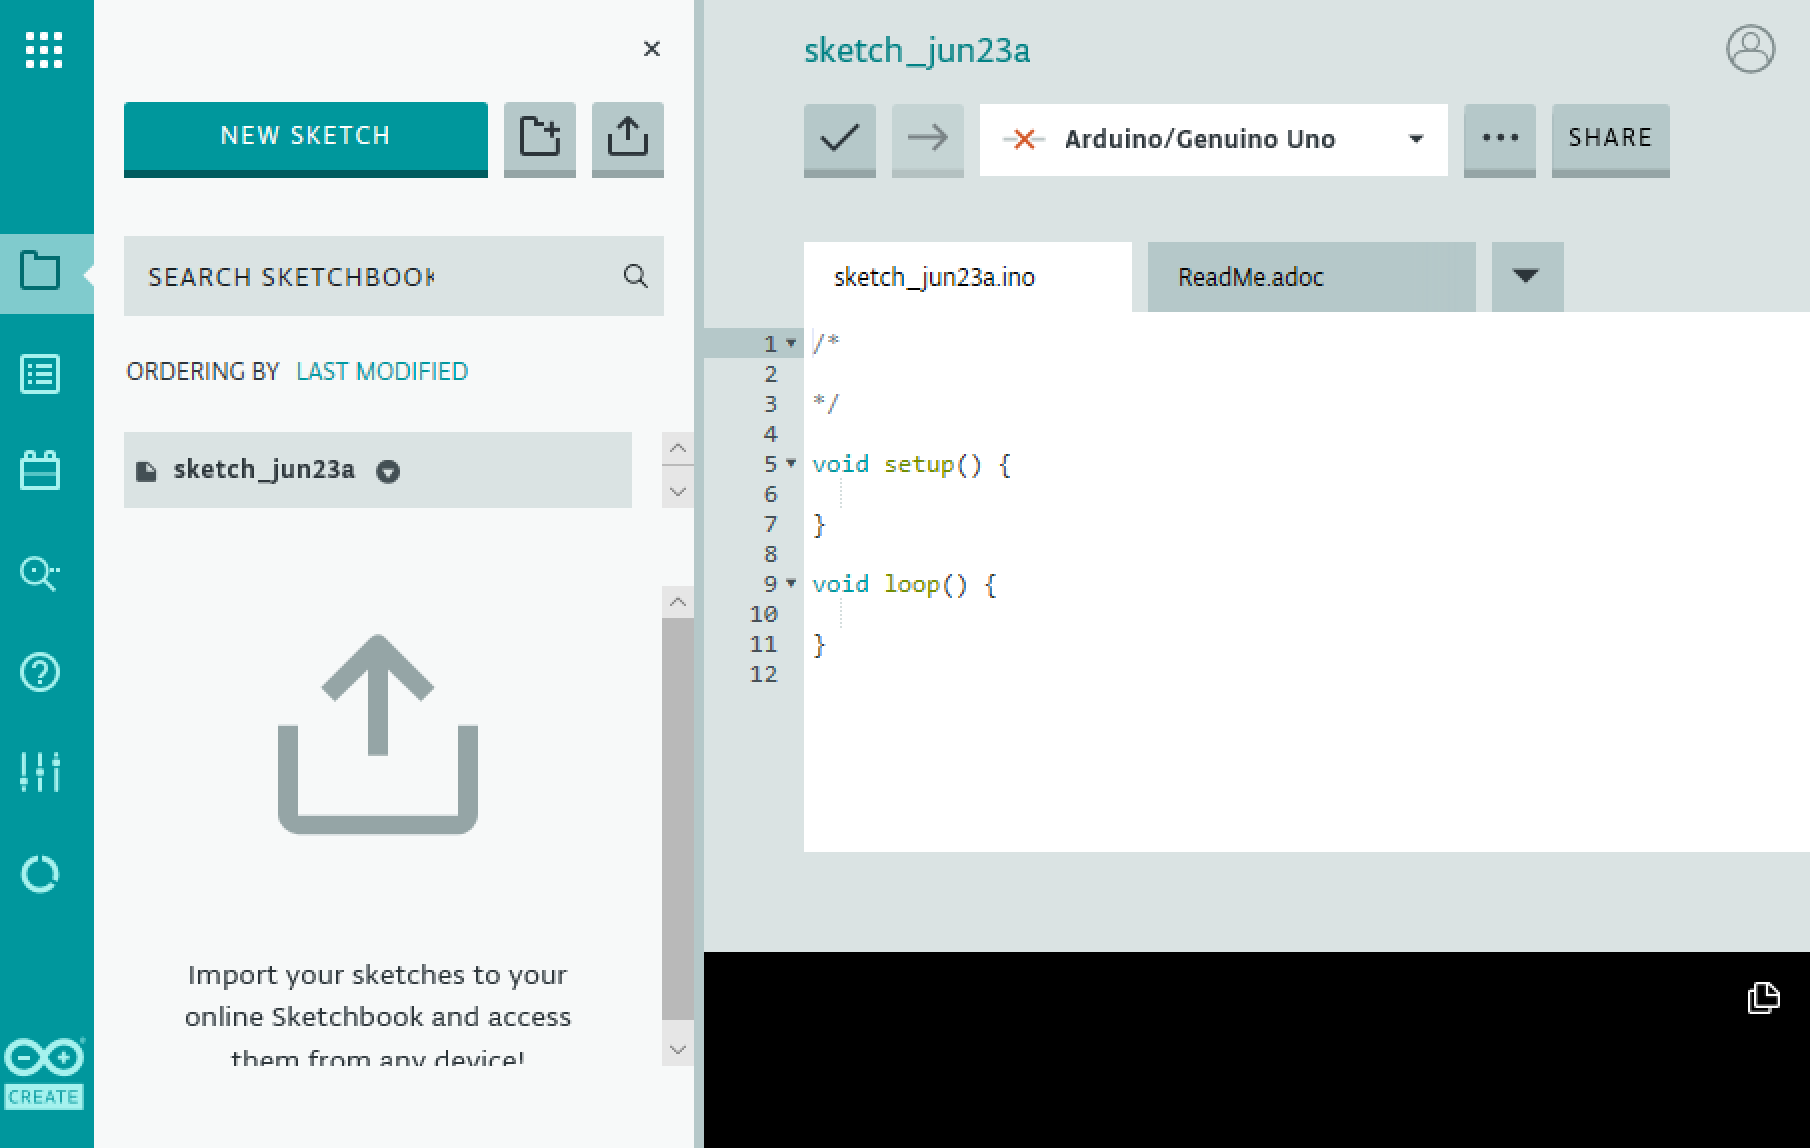 NEW SKETCH
SEARCH SKETCHBOOK
ORDERING BY LAST MODIFIED
sketch_jun23a
Import your sketches to your
online Sketchbook and access
them from any device!
CREATE
sketch_jun23a
Arduino/Genuino Uno
SHARE
sketch_jun23a.ino
ReadMe.adoc
1 /*
2
3 */
4
5 void setup() {
6
7 }
8
9 void loop() {
10
11 }
12